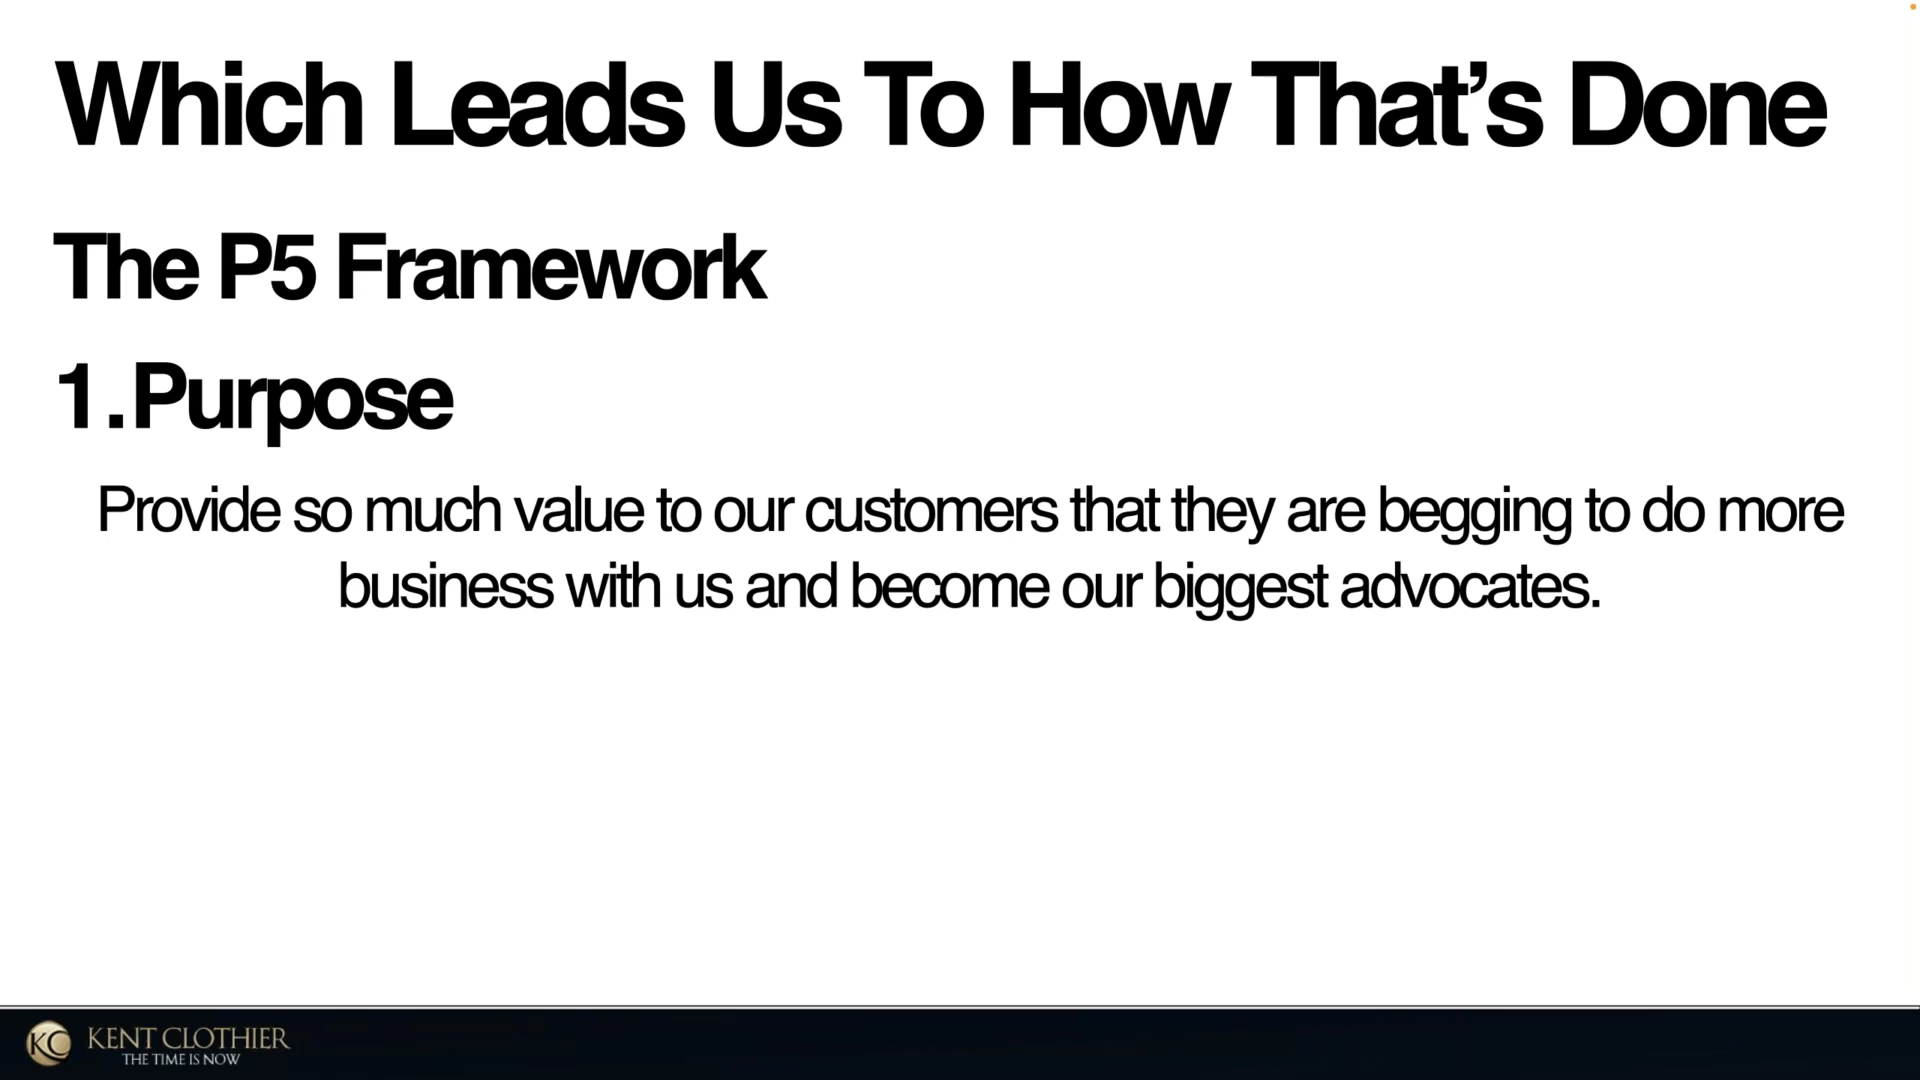 Which Leads Us To How That’s Done
The P5 Framework
1. Purpose
Provide so much value to our customers that they are begging to do more
business with us and become our biggest advocates.
KC
KENT CLOTHIER
THE TIME IS NOW